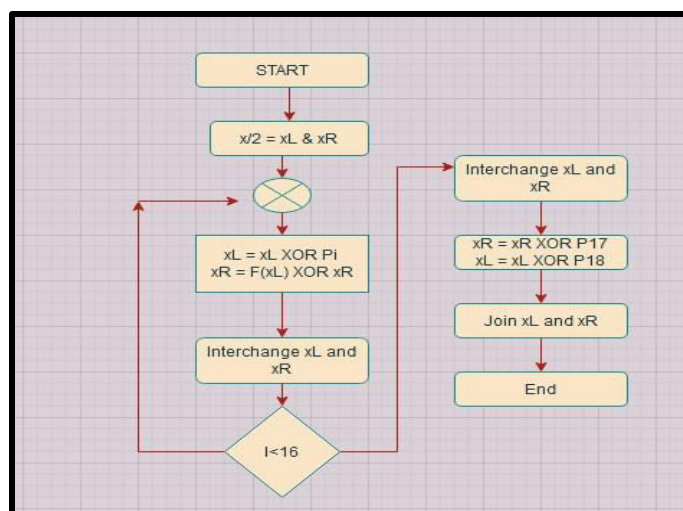 START
x/2 = xL & xR
xL = xL XOR Pi
xR = F(xL) XOR xR
Interchange xL and
xR
I<16
Interchange xL and
xR
xR = xR XOR P17
xL = xL XOR P18
Join xL and xR
End